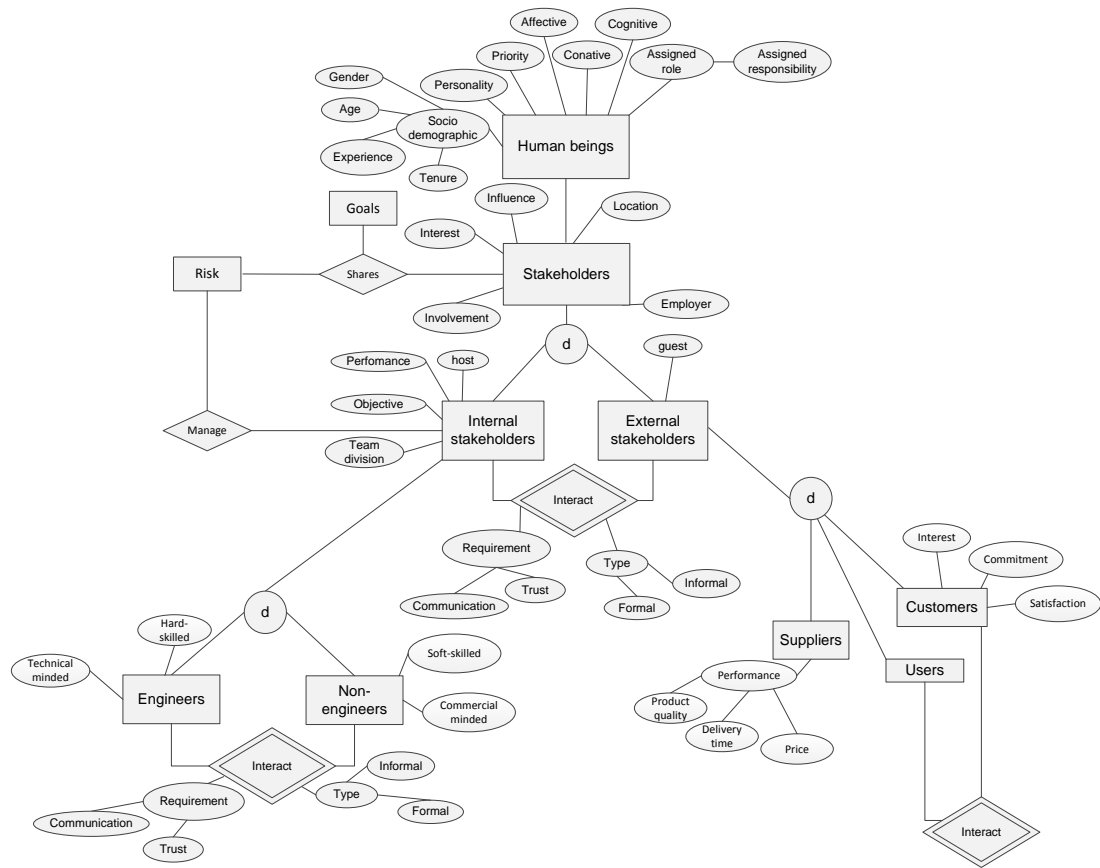 Affective
Cognitive
Priority
Conative
Assigned
role
Assigned
responsibility
Gender
Personality
Age
Socio
demographic
Human beings
Experience
Tenure
Goals
Influence
Location
Interest
Risk
Shares
Stakeholders
Involvement
Employer
d
Perfomance
host
guest
Objective
Internal
stakeholders
External
stakeholders
Manage
Team
division
Interact
d
Requirement
Type
Informal
Trust
Communication
Formal
Interest
Commitment
Customers
Satisfaction
d
Hard-
skilled
Suppliers
Soft-skilled
Technical
minded
Engineers
Non-
engineers
Commercial
minded
Users
Performance
Product
quality
Delivery
time
Price
Interact
Informal
Requirement
Type
Formal
Communication
Trust
Interact